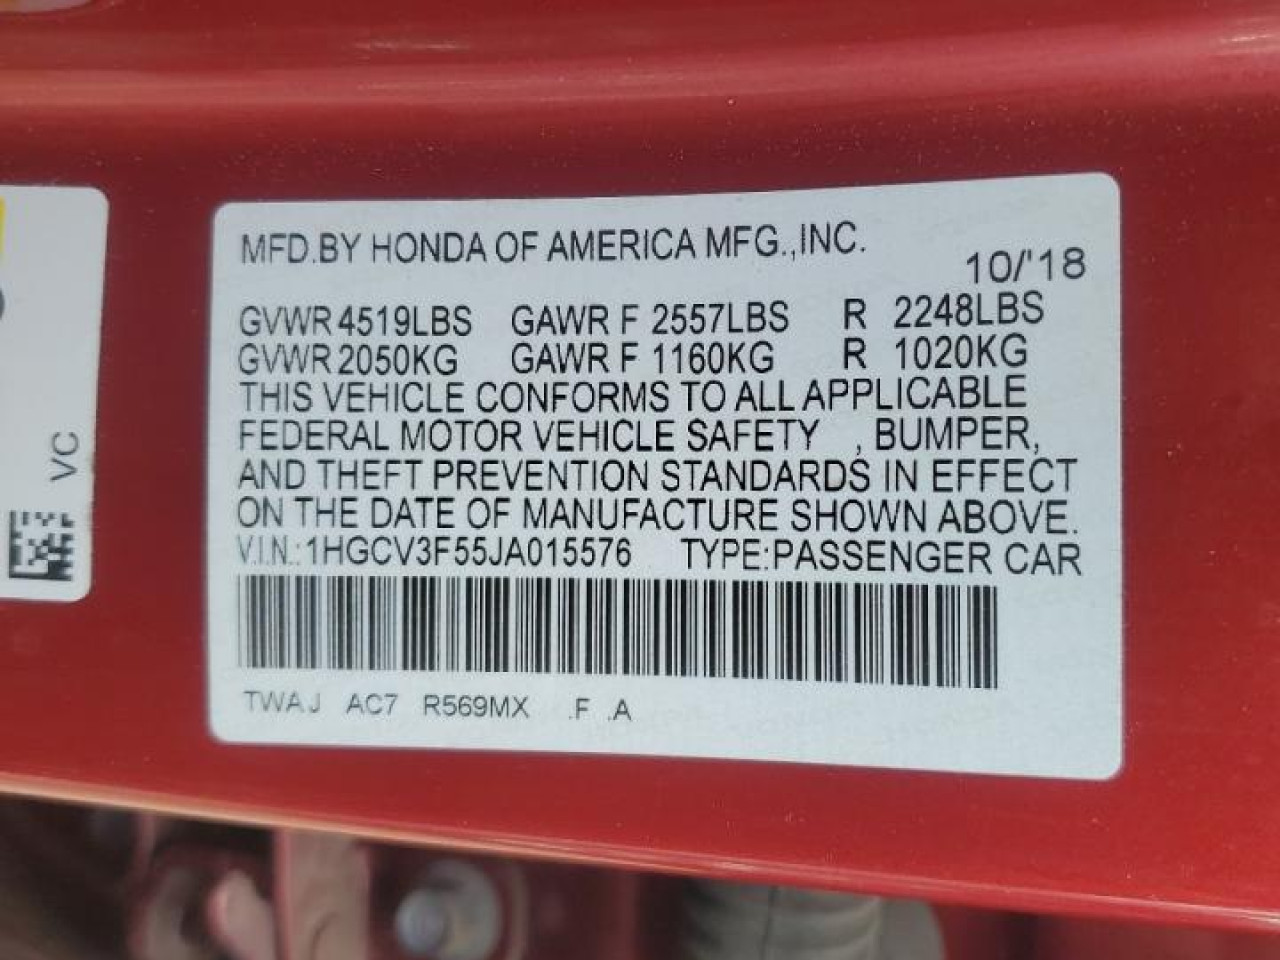 MFD.BY HONDA OF AMERICA MFG.,INC.
10/'18
GVWR 4519LBS GAWR F 2557LBS R 2248LBS
GVWR 2050KG GAWR F 1160KG R 1020KG
THIS VEHICLE CONFORMS TO ALL APPLICABLE
FEDERAL MOTOR VEHICLE SAFETY , BUMPER,
AND THEFT PREVENTION STANDARDS IN EFFECT
ON THE DATE OF MANUFACTURE SHOWN ABOVE.
V.I.N.: 1HGCV3F55JA015576 TYPE:PASSENGER CAR
TWAJ AC7 R569MX .F .A
VC